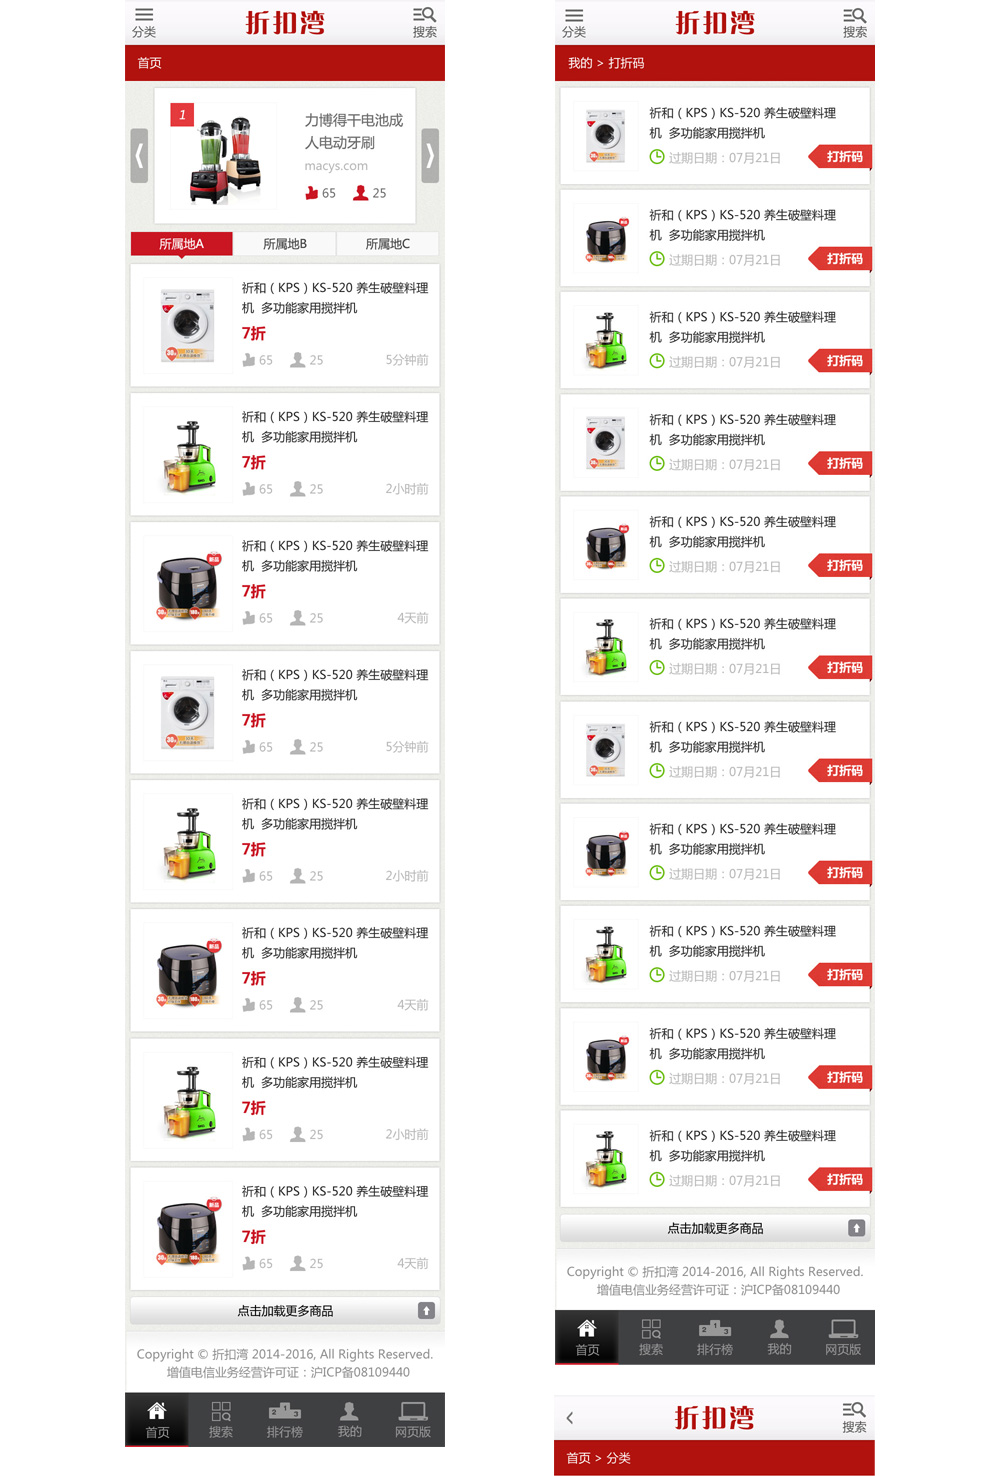 分类
折扣湾
搜索
首页
1
力博得干电池成
人电动牙刷
macys.com
65 25
所属地A 所属地B 所属地C
祈和（KPS）KS-520 养生破壁料理
机 多功能家用搅拌机
7折
65 25 5分钟前
祈和（KPS）KS-520 养生破壁料理
机 多功能家用搅拌机
7折
65 25 2小时前
祈和（KPS）KS-520 养生破壁料理
机 多功能家用搅拌机
7折
65 25 4天前
祈和（KPS）KS-520 养生破壁料理
机 多功能家用搅拌机
7折
65 25 5分钟前
祈和（KPS）KS-520 养生破壁料理
机 多功能家用搅拌机
7折
65 25 2小时前
祈和（KPS）KS-520 养生破壁料理
机 多功能家用搅拌机
7折
65 25 4天前
祈和（KPS）KS-520 养生破壁料理
机 多功能家用搅拌机
7折
65 25 2小时前
祈和（KPS）KS-520 养生破壁料理
机 多功能家用搅拌机
7折
65 25 4天前
点击加载更多商品
Copyright © 折扣湾 2014-2016, All Rights Reserved.
增值电信业务经营许可证：沪ICP备08109440
首页 搜索 排行榜 我的 网页版
分类
折扣湾
搜索
我的 > 打折码
祈和（KPS）KS-520 养生破壁料理
机 多功能家用搅拌机
过期日期：07月21日 打折码
祈和（KPS）KS-520 养生破壁料理
机 多功能家用搅拌机
过期日期：07月21日 打折码
祈和（KPS）KS-520 养生破壁料理
机 多功能家用搅拌机
过期日期：07月21日 打折码
祈和（KPS）KS-520 养生破壁料理
机 多功能家用搅拌机
过期日期：07月21日 打折码
祈和（KPS）KS-520 养生破壁料理
机 多功能家用搅拌机
过期日期：07月21日 打折码
祈和（KPS）KS-520 养生破壁料理
机 多功能家用搅拌机
过期日期：07月21日 打折码
祈和（KPS）KS-520 养生破壁料理
机 多功能家用搅拌机
过期日期：07月21日 打折码
祈和（KPS）KS-520 养生破壁料理
机 多功能家用搅拌机
过期日期：07月21日 打折码
祈和（KPS）KS-520 养生破壁料理
机 多功能家用搅拌机
过期日期：07月21日 打折码
祈和（KPS）KS-520 养生破壁料理
机 多功能家用搅拌机
过期日期：07月21日 打折码
祈和（KPS）KS-520 养生破壁料理
机 多功能家用搅拌机
过期日期：07月21日 打折码
点击加载更多商品
Copyright © 折扣湾 2014-2016, All Rights Reserved.
增值电信业务经营许可证：沪ICP备08109440
首页 搜索 排行榜 我的 网页版
折扣湾
搜索
首页 > 分类